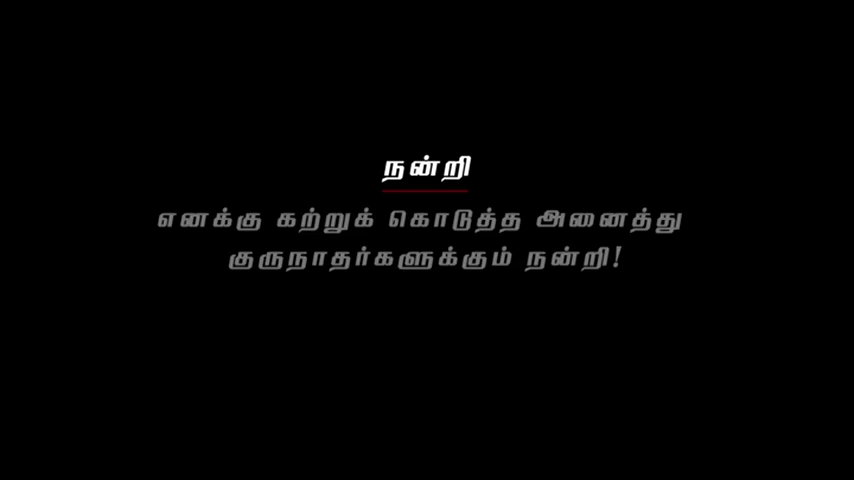 நன்றி
எனக்கு கற்றுக் கொடுத்த அனைத்து
குருநாதர்களுக்கும் நன்றி!